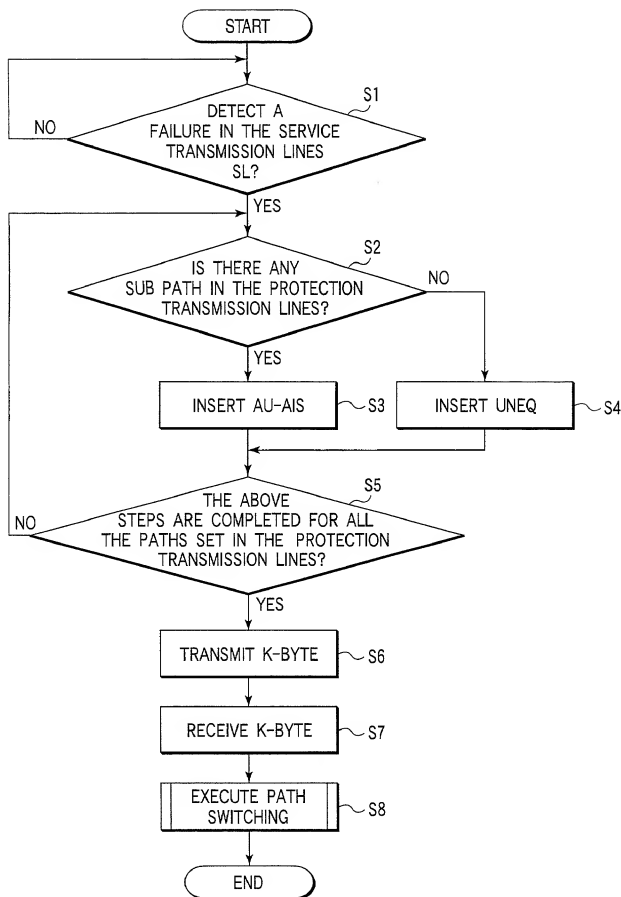 START
S1
DETECT A
FAILURE IN THE SERVICE
TRANSMISSION LINES
SL?
NO
YES
S2
IS THERE ANY
SUB PATH IN THE PROTECTION
TRANSMISSION LINES?
NO
YES
INSERT AU-AIS
S3
INSERT UNEQ
S4
S5
THE ABOVE
STEPS ARE COMPLETED FOR ALL
THE PATHS SET IN THE PROTECTION
TRANSMISSION LINES?
NO
YES
TRANSMIT K-BYTE
S6
RECEIVE K-BYTE
S7
EXECUTE PATH
SWITCHING
S8
END